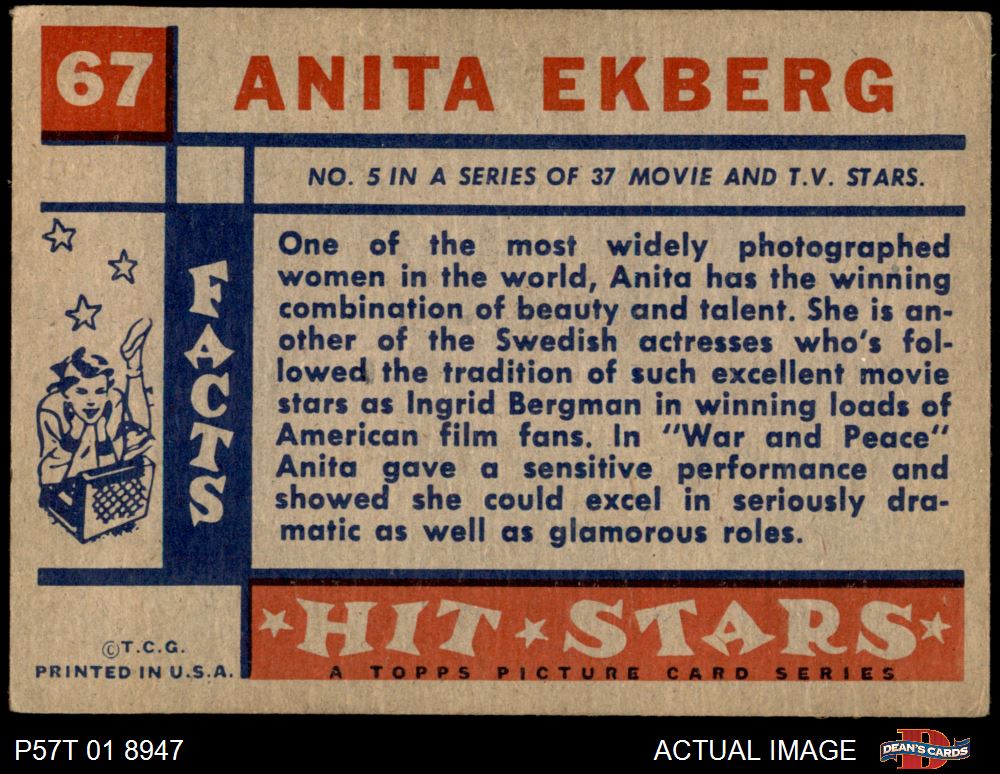 67
ANITA EKBERG
NO. 5 IN A SERIES OF 37 MOVIE AND T.V. STARS.
FACTS
One of the most widely photographed
women in the world, Anita has the winning
combination of beauty and talent. She is an-
other of the Swedish actresses who's fol-
lowed the tradition of such excellent movie
stars as Ingrid Bergman in winning loads of
American film fans. In "War and Peace"
Anita gave a sensitive performance and
showed she could excel in seriously dra-
matic as well as glamorous roles.
HIT STARS
A TOPPS PICTURE CARD SERIES
©T.C.G.
PRINTED IN U.S.A.
P57T 01 8947
ACTUAL IMAGE
DEAN'S CARDS